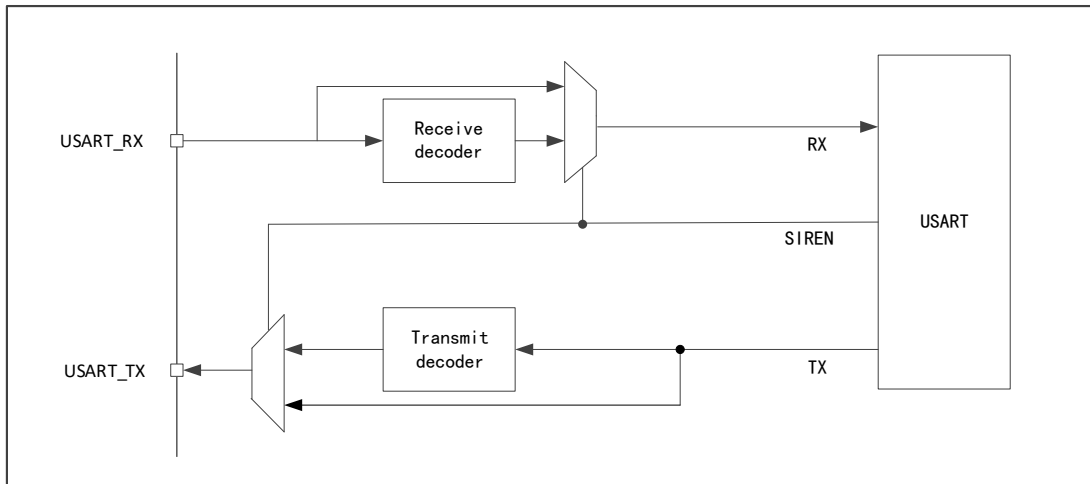 USART_RX
Receive
decoder
RX
SIREN
USART
USART_TX
Transmit
decoder
TX